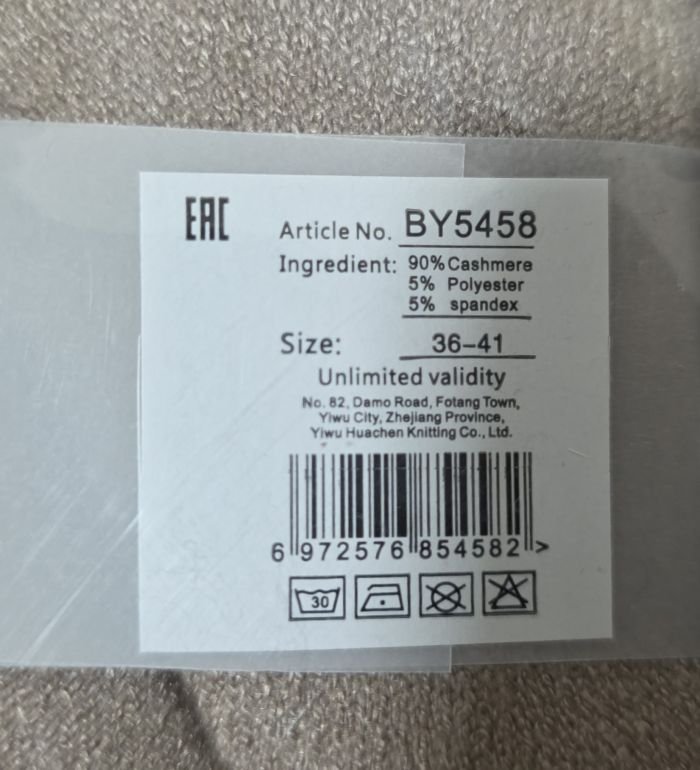 EAC
Article No. BY5458
Ingredient: 90% Cashmere
5% Polyester
5% spandex
Size: 36-41
Unlimited validity
No. 82, Damo Road, Fotang Town,
Yiwu City, Zhejiang Province,
Yiwu Huachen Knitting Co., Ltd.
6 972576 854582 >
30